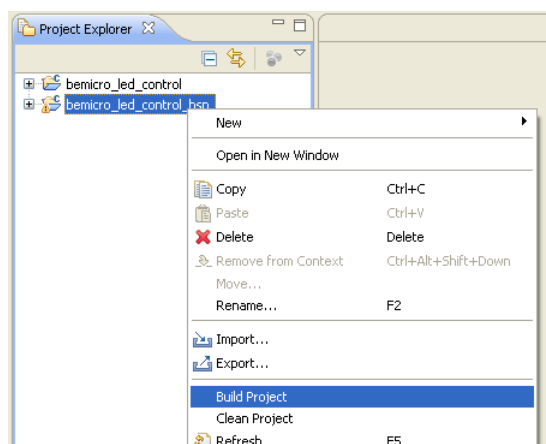 Project Explorer
bemicro_led_control
bemicro_led_control_bsp
New
Open in New Window
Copy Ctrl+C
Paste Ctrl+V
Delete Delete
Remove from Context Ctrl+Alt+Shift+Down
Move...
Rename... F2
Import...
Export...
Build Project
Clean Project
Refresh F5